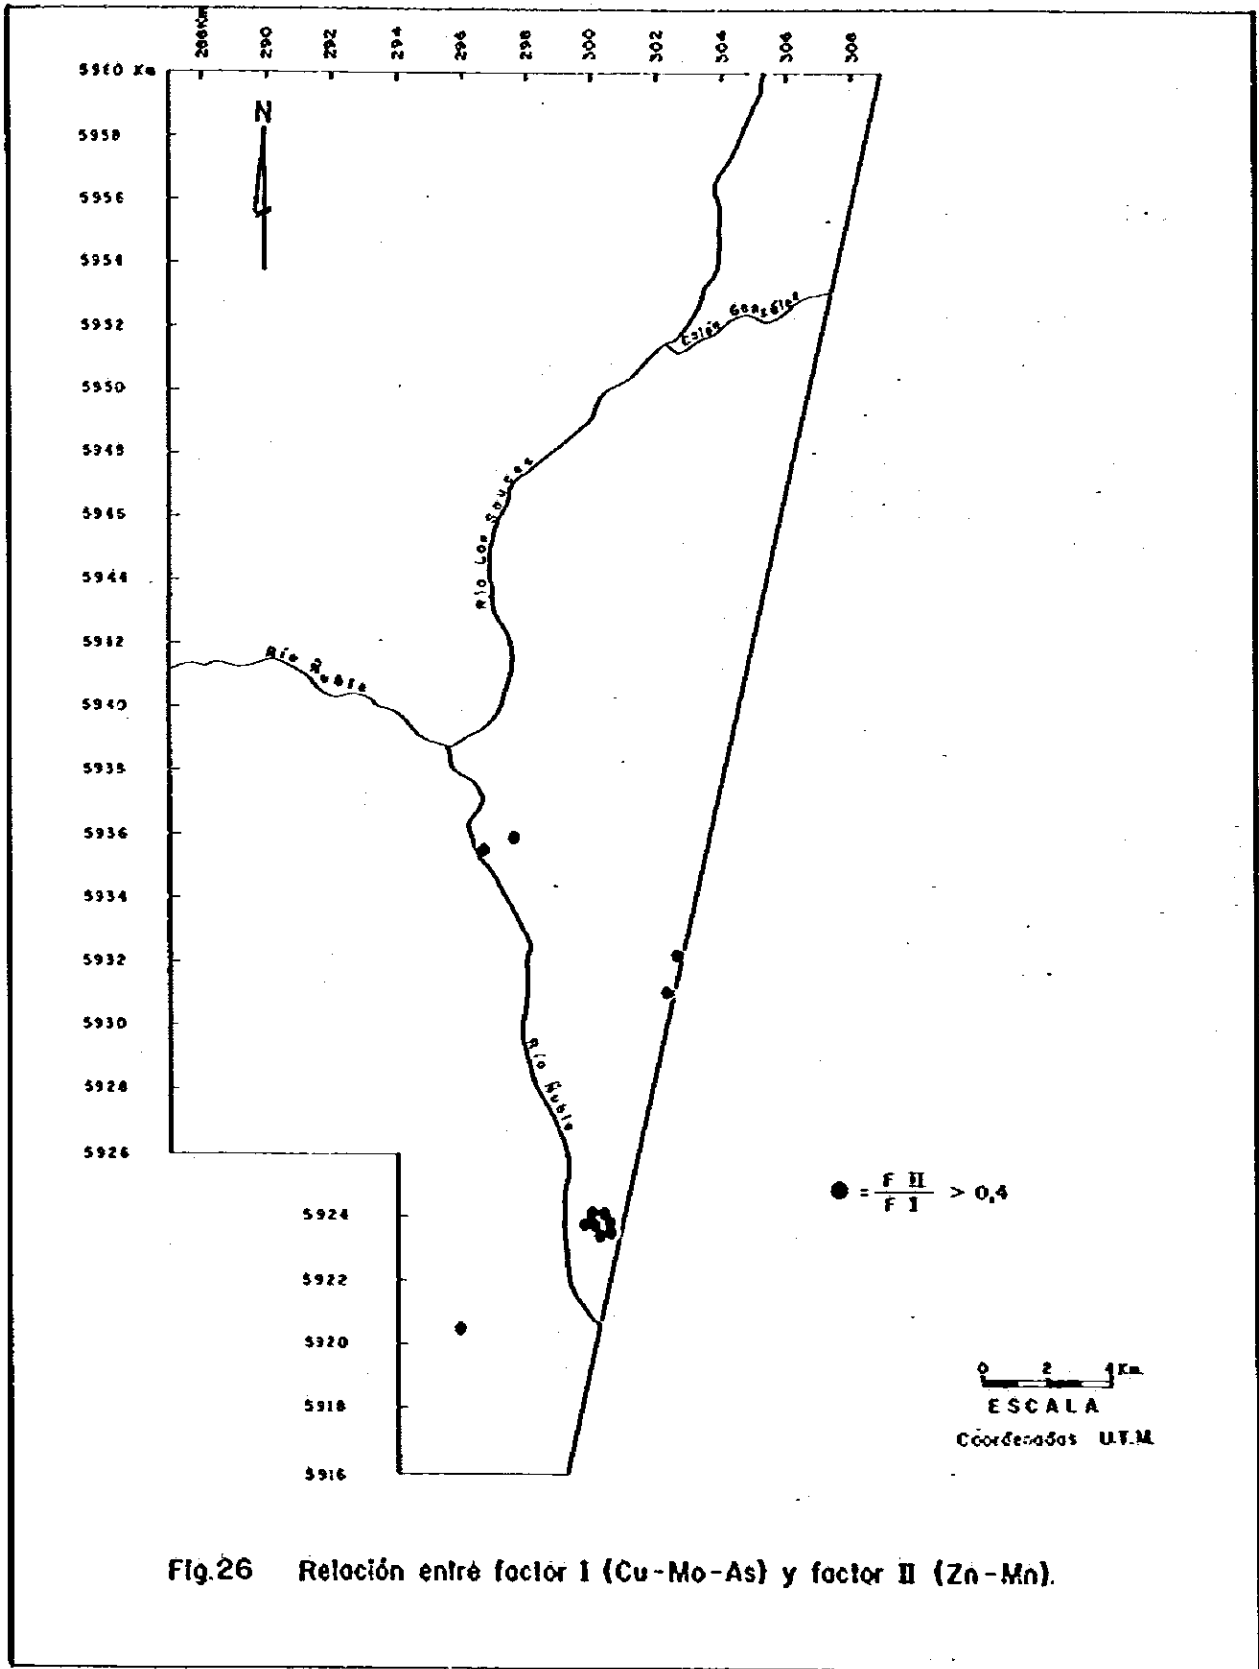 288Km 290 292 294 296 298 300 302 304 306 308
5960 Km
N
5958
5956
5954
5952
Estero González
5950
5948
Río Los Sauces
5946
5944
5942
Río Ñuble
5940
5938
5936
5934
5932
5930
Río Ñuble
5928
5926
● = F II / F I > 0,4
5924
5922
5920
0 2 4 Km.
5918
ESCALA
Coordenadas U.T.M.
5916
Fig.26 Relación entre factor I (Cu-Mo-As) y factor II (Zn-Mn).